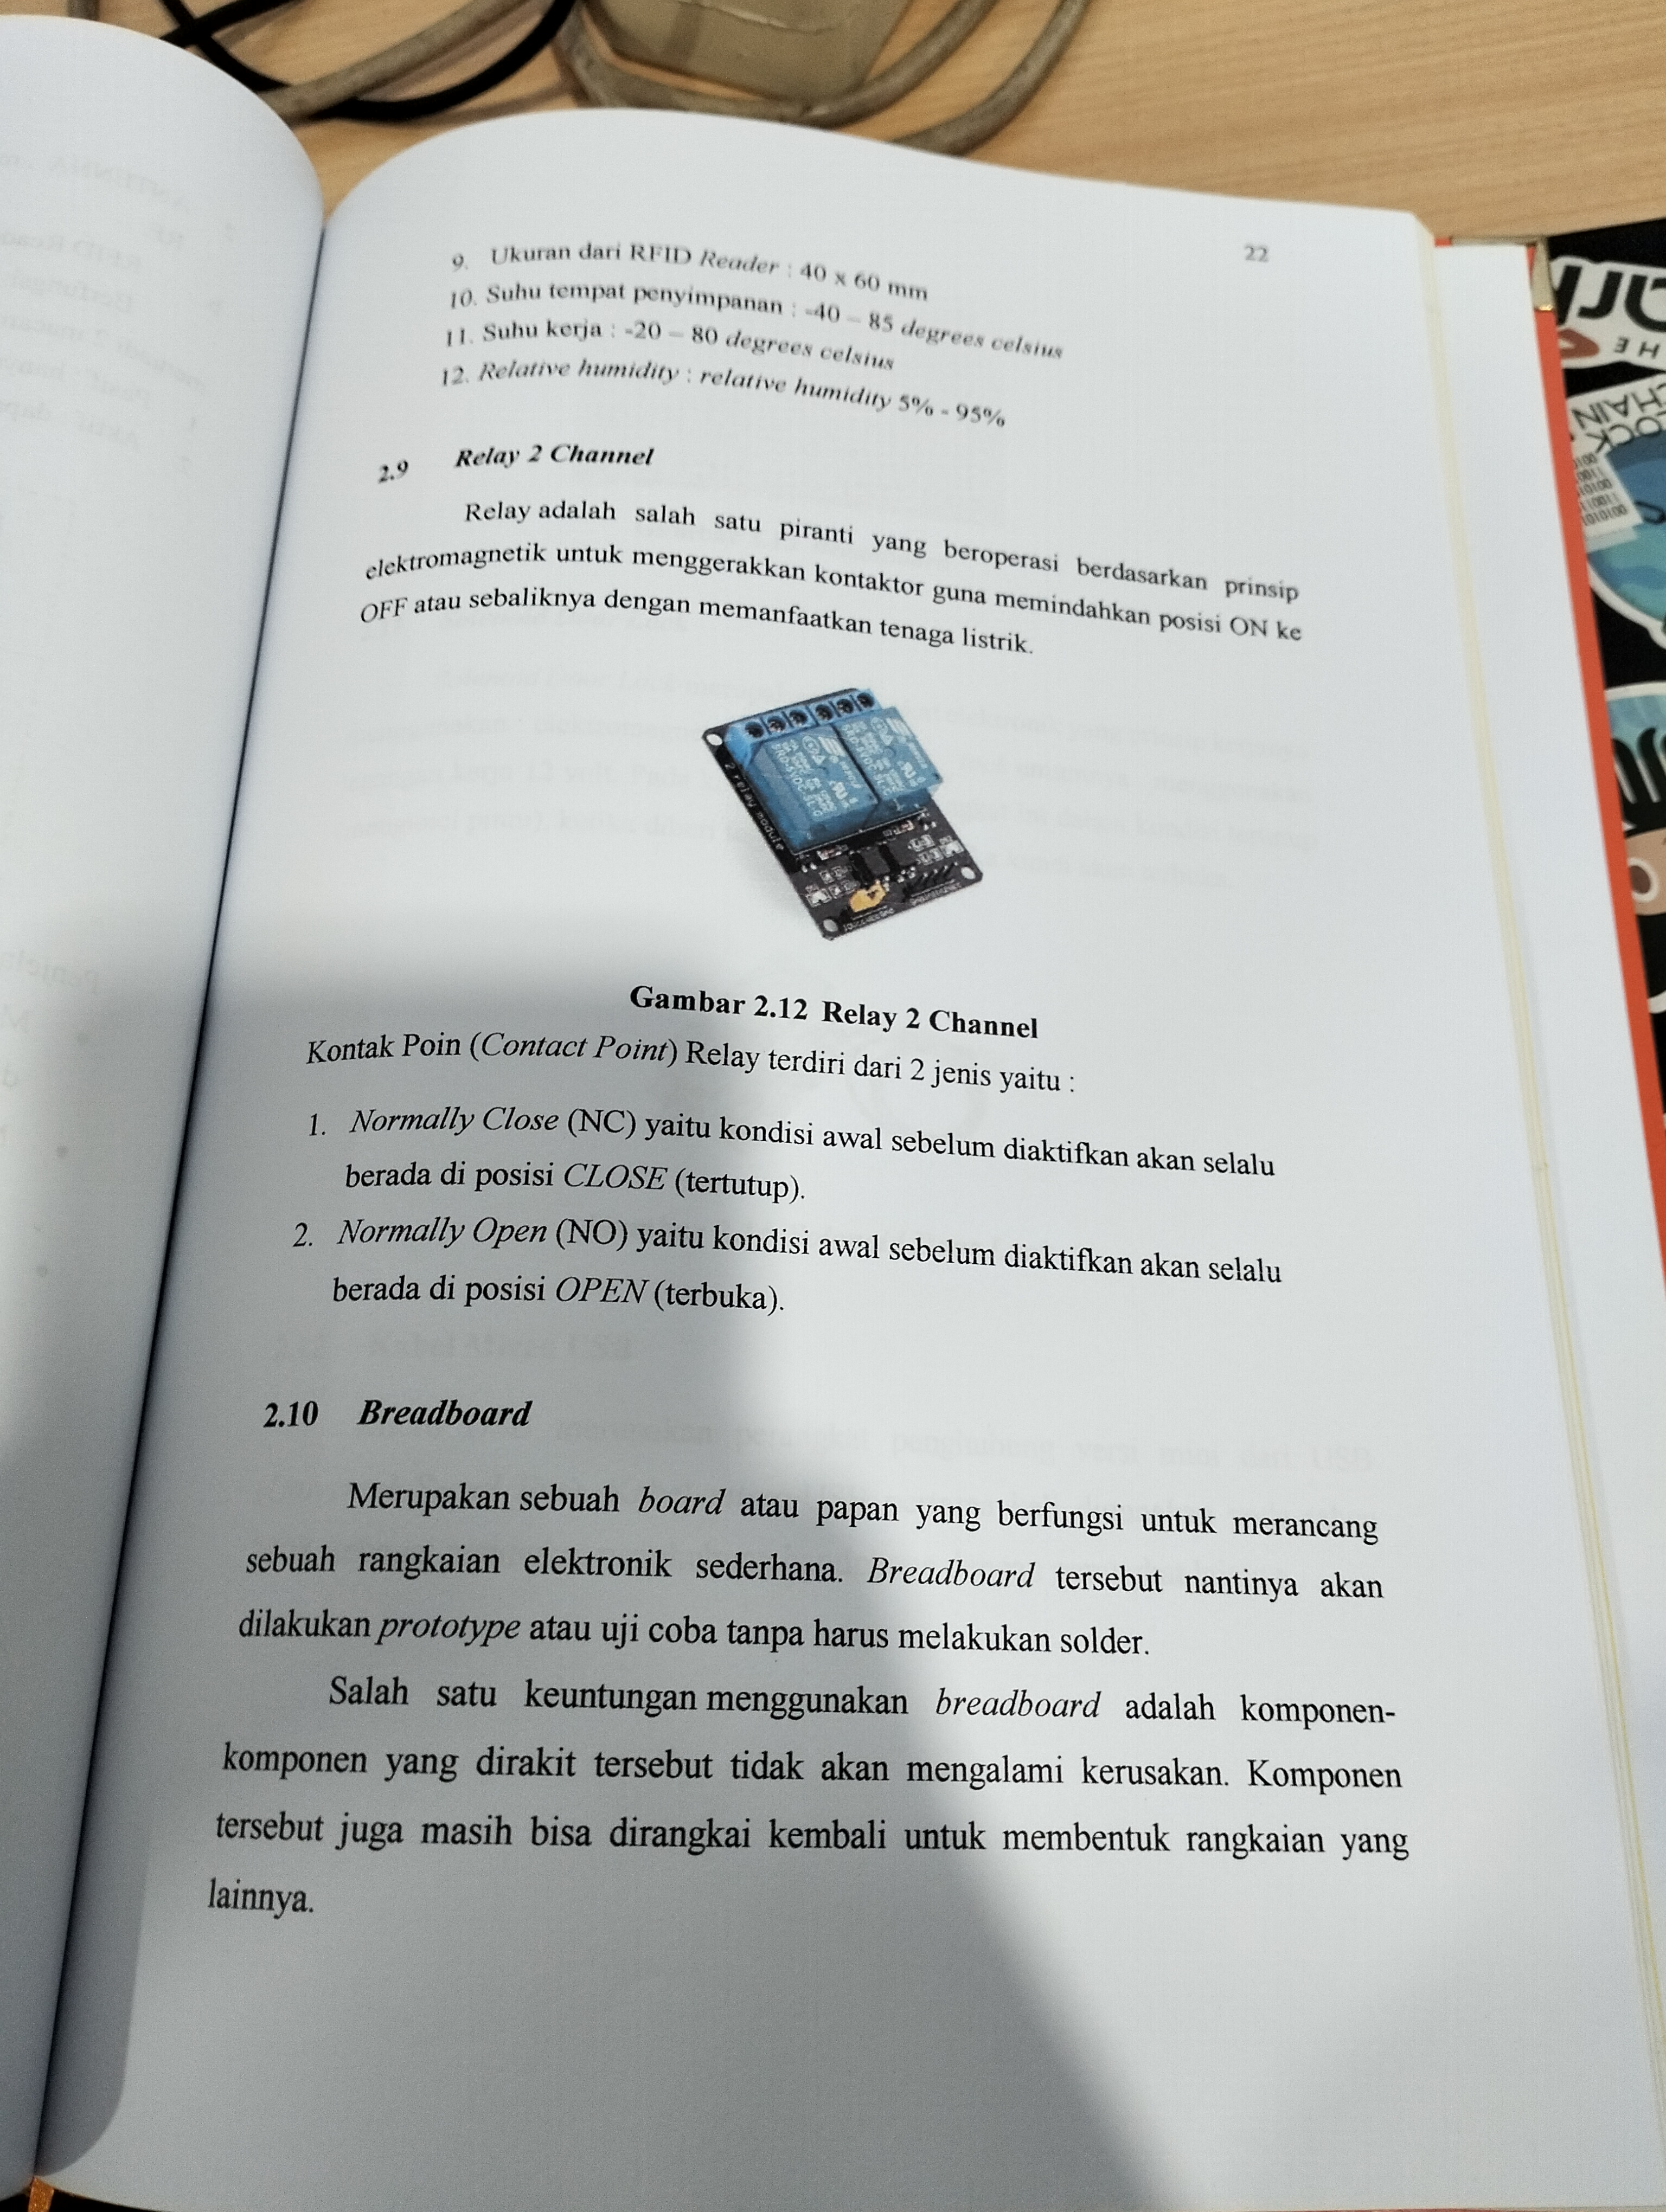 22
9. Ukuran dari RFID Reader : 40 x 60 mm
10. Suhu tempat penyimpanan : -40 – 85 degrees celsius
11. Suhu kerja : -20 – 80 degrees celsius
12. Relative humidity : relative humidity 5% - 95%
2.9 Relay 2 Channel
Relay adalah salah satu piranti yang beroperasi berdasarkan prinsip
elektromagnetik untuk menggerakkan kontaktor guna memindahkan posisi ON ke
OFF atau sebaliknya dengan memanfaatkan tenaga listrik.
2 relay module
Gambar 2.12 Relay 2 Channel
Kontak Poin (Contact Point) Relay terdiri dari 2 jenis yaitu :
1. Normally Close (NC) yaitu kondisi awal sebelum diaktifkan akan selalu
berada di posisi CLOSE (tertutup).
2. Normally Open (NO) yaitu kondisi awal sebelum diaktifkan akan selalu
berada di posisi OPEN (terbuka).
2.10 Breadboard
Merupakan sebuah board atau papan yang berfungsi untuk merancang
sebuah rangkaian elektronik sederhana. Breadboard tersebut nantinya akan
dilakukan prototype atau uji coba tanpa harus melakukan solder.
Salah satu keuntungan menggunakan breadboard adalah komponen-
komponen yang dirakit tersebut tidak akan mengalami kerusakan. Komponen
tersebut juga masih bisa dirangkai kembali untuk membentuk rangkaian yang
lainnya.